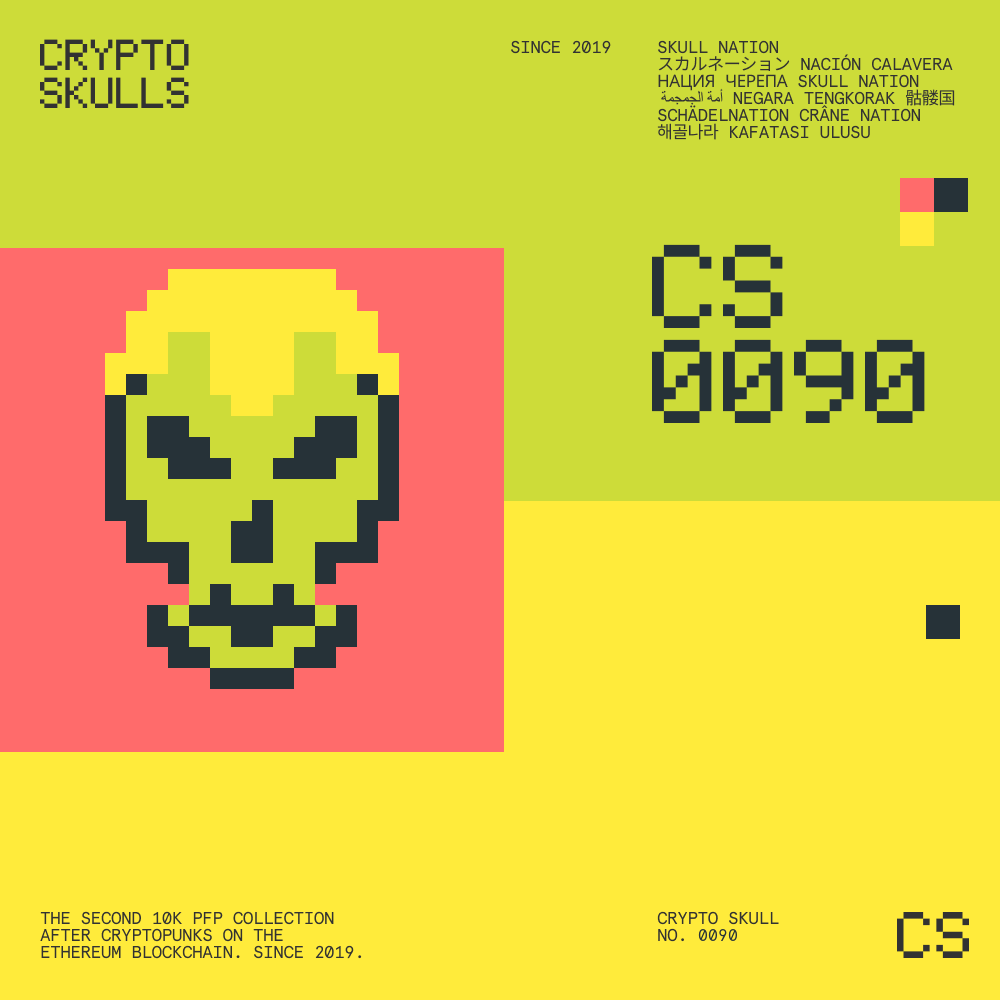 CRYPTO
SKULLS
SINCE 2019
SKULL NATION
スカルネーション NACIÓN CALAVERA
НАЦИЯ ЧЕРЕПА SKULL NATION
أمة الجمجمة NEGARA TENGKORAK 骷髅国
SCHÄDELNATION CRÂNE NATION
해골나라 KAFATASI ULUSU
CS
0090
THE SECOND 10K PFP COLLECTION
AFTER CRYPTOPUNKS ON THE
ETHEREUM BLOCKCHAIN. SINCE 2019.
CRYPTO SKULL
NO. 0090
CS